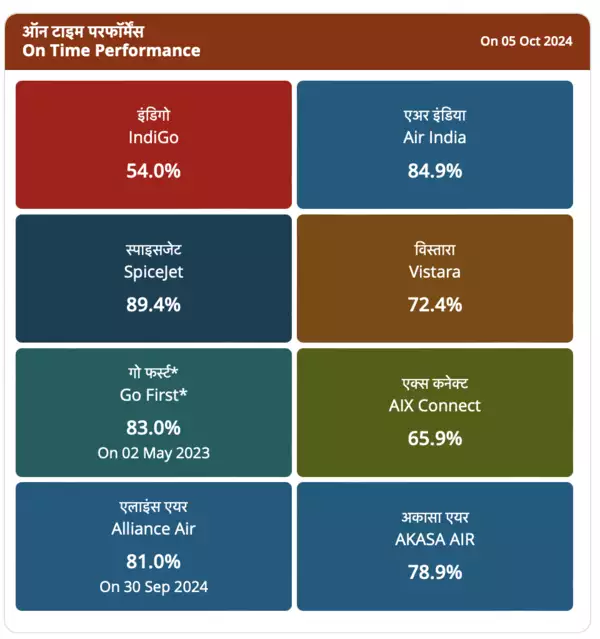 ऑन टाइम परफॉर्मेंस
On Time Performance
On 05 Oct 2024
इंडिगो
IndiGo
54.0%
एअर इंडिया
Air India
84.9%
स्पाइसजेट
SpiceJet
89.4%
विस्तारा
Vistara
72.4%
गो फर्स्ट*
Go First*
83.0%
On 02 May 2023
एक्स कनेक्ट
AIX Connect
65.9%
एलाइंस एयर
Alliance Air
81.0%
On 30 Sep 2024
अकासा एयर
AKASA AIR
78.9%